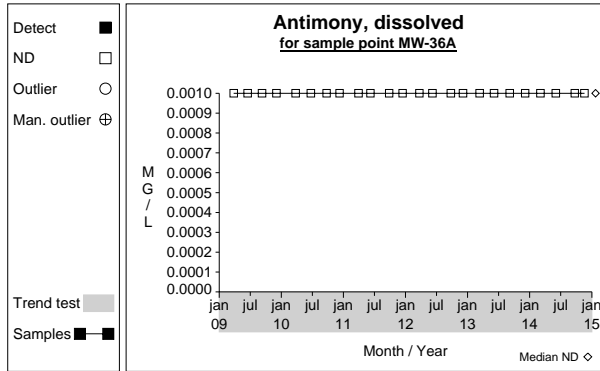 Detect
ND
Outlier
Man. outlier
Trend test
Samples
Antimony, dissolved
for sample point MW-36A
M
G
/
L
0.0010
0.0009
0.0008
0.0007
0.0006
0.0005
0.0004
0.0003
0.0002
0.0001
0.0000
jan jul jan jul jan jul jan jul jan jul jan jul jan
09 10 11 12 13 14 15
Month / Year
Median ND